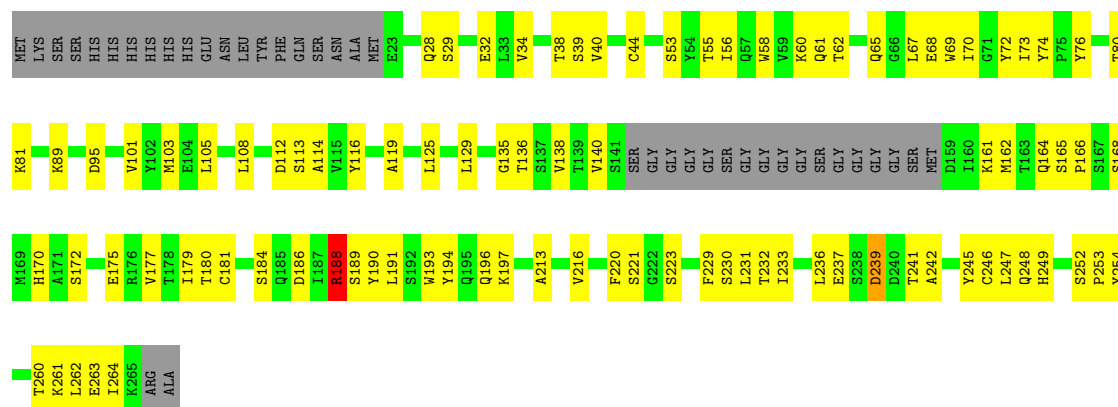 MET LYS SER SER HIS HIS HIS HIS HIS HIS GLU ASN LEU TYR PHE GLN SER ASN ALA MET E23 Q28 S29 E32 L33 V34 T38 S39 V40 C44 S53 Y54 T55 I56 Q57 W58 V59 K60 Q61 T62 Q65 G66 L67 E68 W69 I70 G71 Y72 I73 Y74 P75 Y76 T80
K81 K89 D95 V101 Y102 M103 E104 L105 L108 D112 S113 A114 V115 Y116 A119 L125 L129 G135 T136 S137 V138 T139 V140 S141 SER GLY GLY GLY GLY SER GLY GLY GLY GLY SER GLY GLY GLY GLY SER MET D159 I160 K161 M162 T163 Q164 S165 P166 S167 S168
M169 H170 A171 S172 E175 R176 V177 T178 I179 T180 C181 S184 Q185 D186 I187 R188 S189 Y190 L191 S192 W193 Y194 Q195 Q196 K197 A213 V216 F220 S221 G222 S223 F229 S230 L231 T232 I233 L236 E237 S238 D239 D240 T241 A242 Y245 C246 L247 Q248 H249 S252 P253 Y254
T260 K261 L262 E263 I264 K265 ARG ALA